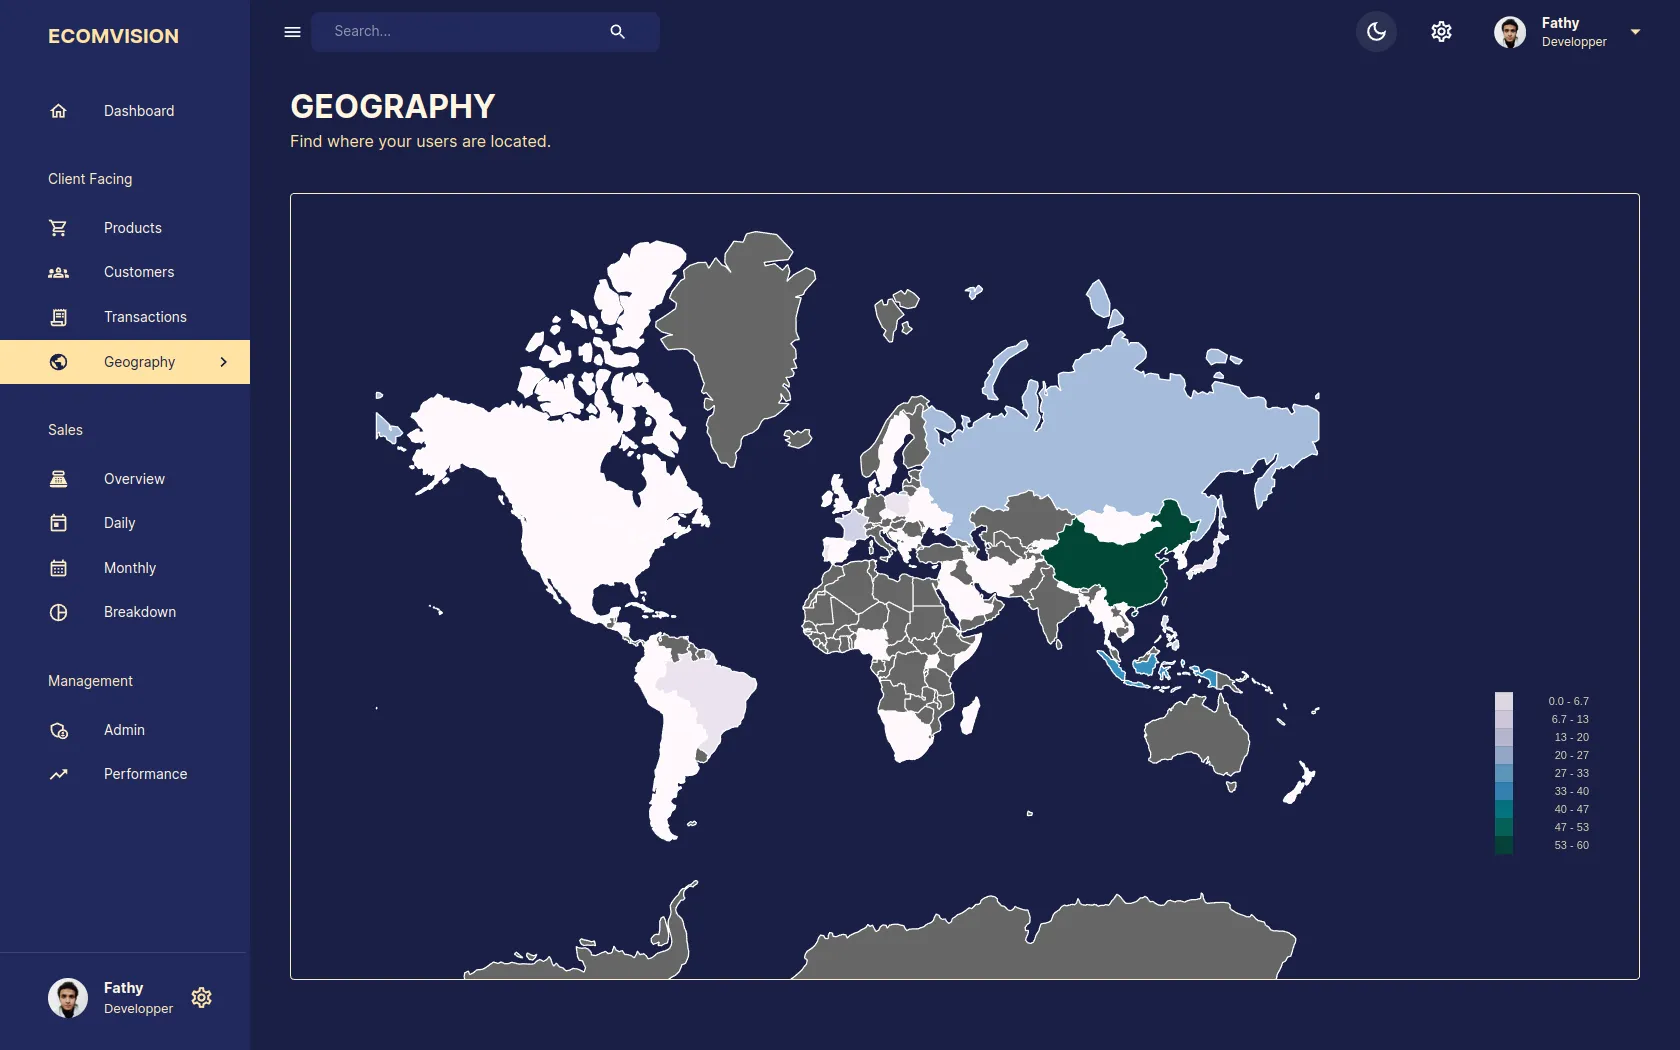 ECOMVISION
Search...
Fathy
Developper
Dashboard
Client Facing
Products
Customers
Transactions
Geography
Sales
Overview
Daily
Monthly
Breakdown
Management
Admin
Performance
Fathy
Developper
GEOGRAPHY
Find where your users are located.
0.0 - 6.7
6.7 - 13
13 - 20
20 - 27
27 - 33
33 - 40
40 - 47
47 - 53
53 - 60